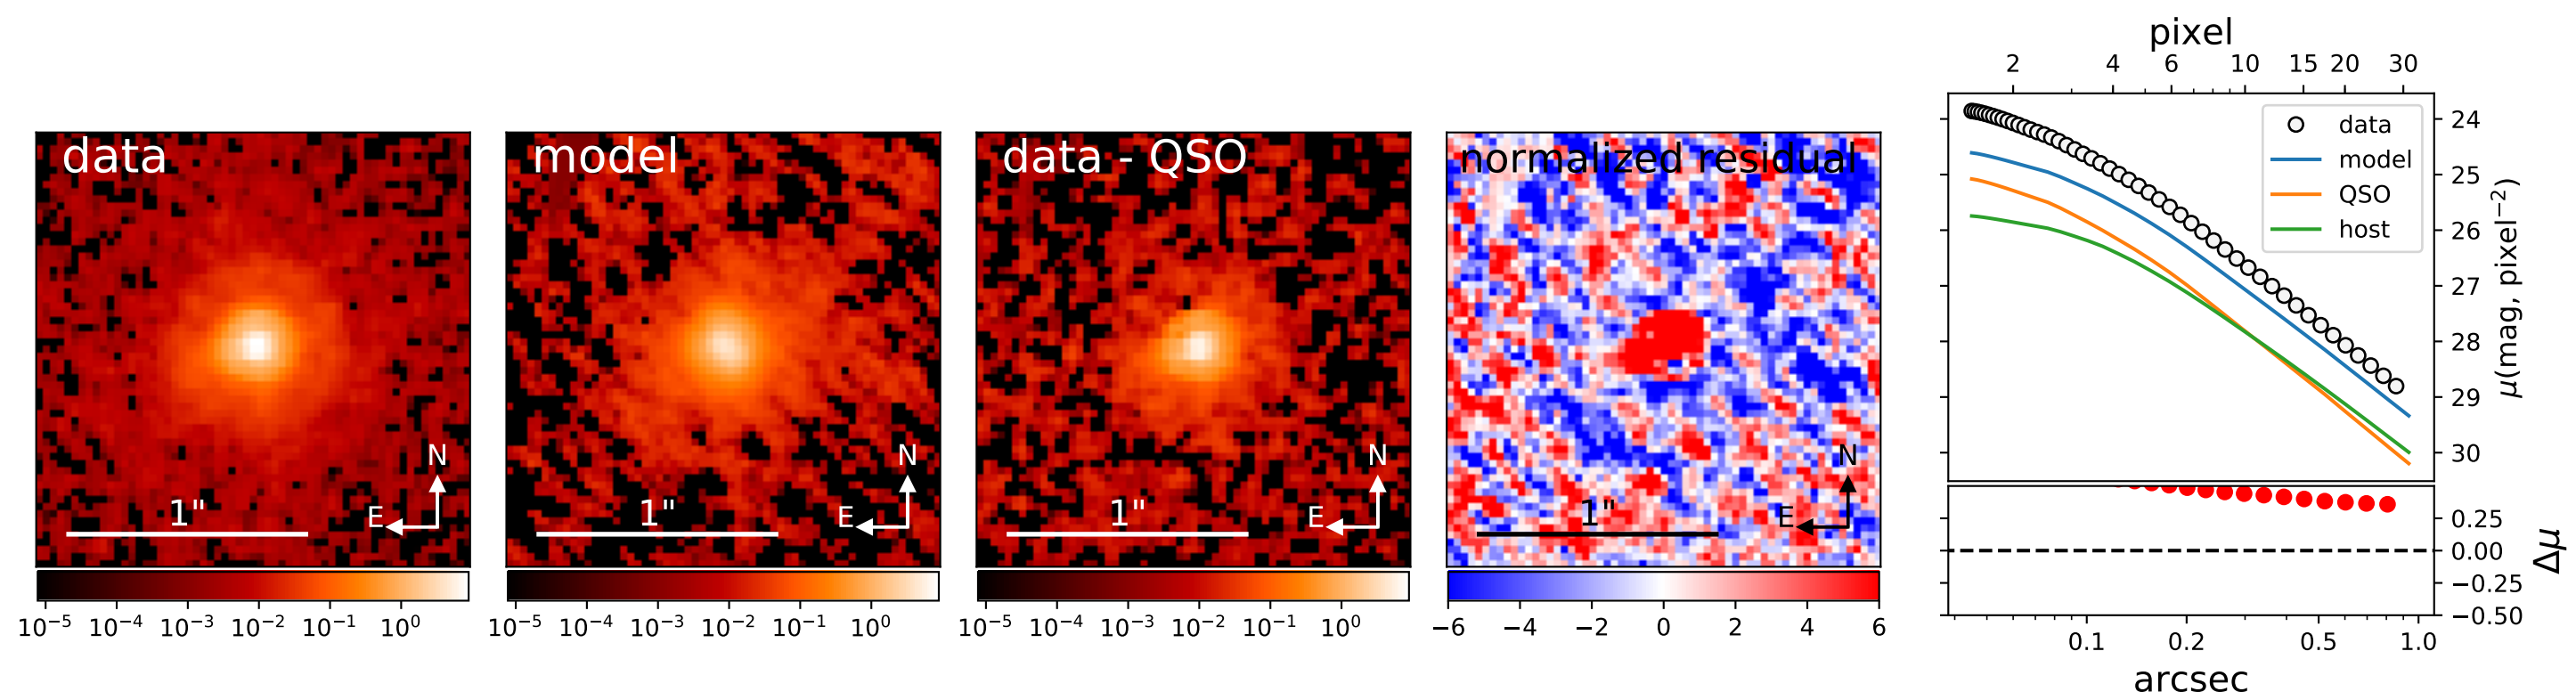 data
1"
N
E
10⁻⁵ 10⁻⁴ 10⁻³ 10⁻² 10⁻¹ 10⁰
model
1"
N
E
10⁻⁵ 10⁻⁴ 10⁻³ 10⁻² 10⁻¹ 10⁰
data - QSO
1"
N
E
10⁻⁵ 10⁻⁴ 10⁻³ 10⁻² 10⁻¹ 10⁰
normalized residual
1"
N
E
−6 −4 −2 0 2 4 6
pixel
2 4 6 10 15 20 30
data
model
QSO
host
24
25
26
27
28
29
30
μ(mag, pixel⁻²)
0.25
0.00
−0.25
−0.50
Δμ
0.1 0.2 0.5 1.0
arcsec